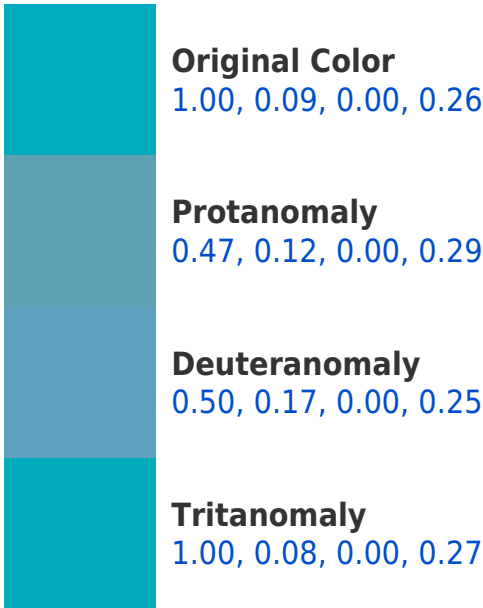 Original Color
1.00, 0.09, 0.00, 0.26
Protanomaly
0.47, 0.12, 0.00, 0.29
Deuteranomaly
0.50, 0.17, 0.00, 0.25
Tritanomaly
1.00, 0.08, 0.00, 0.27